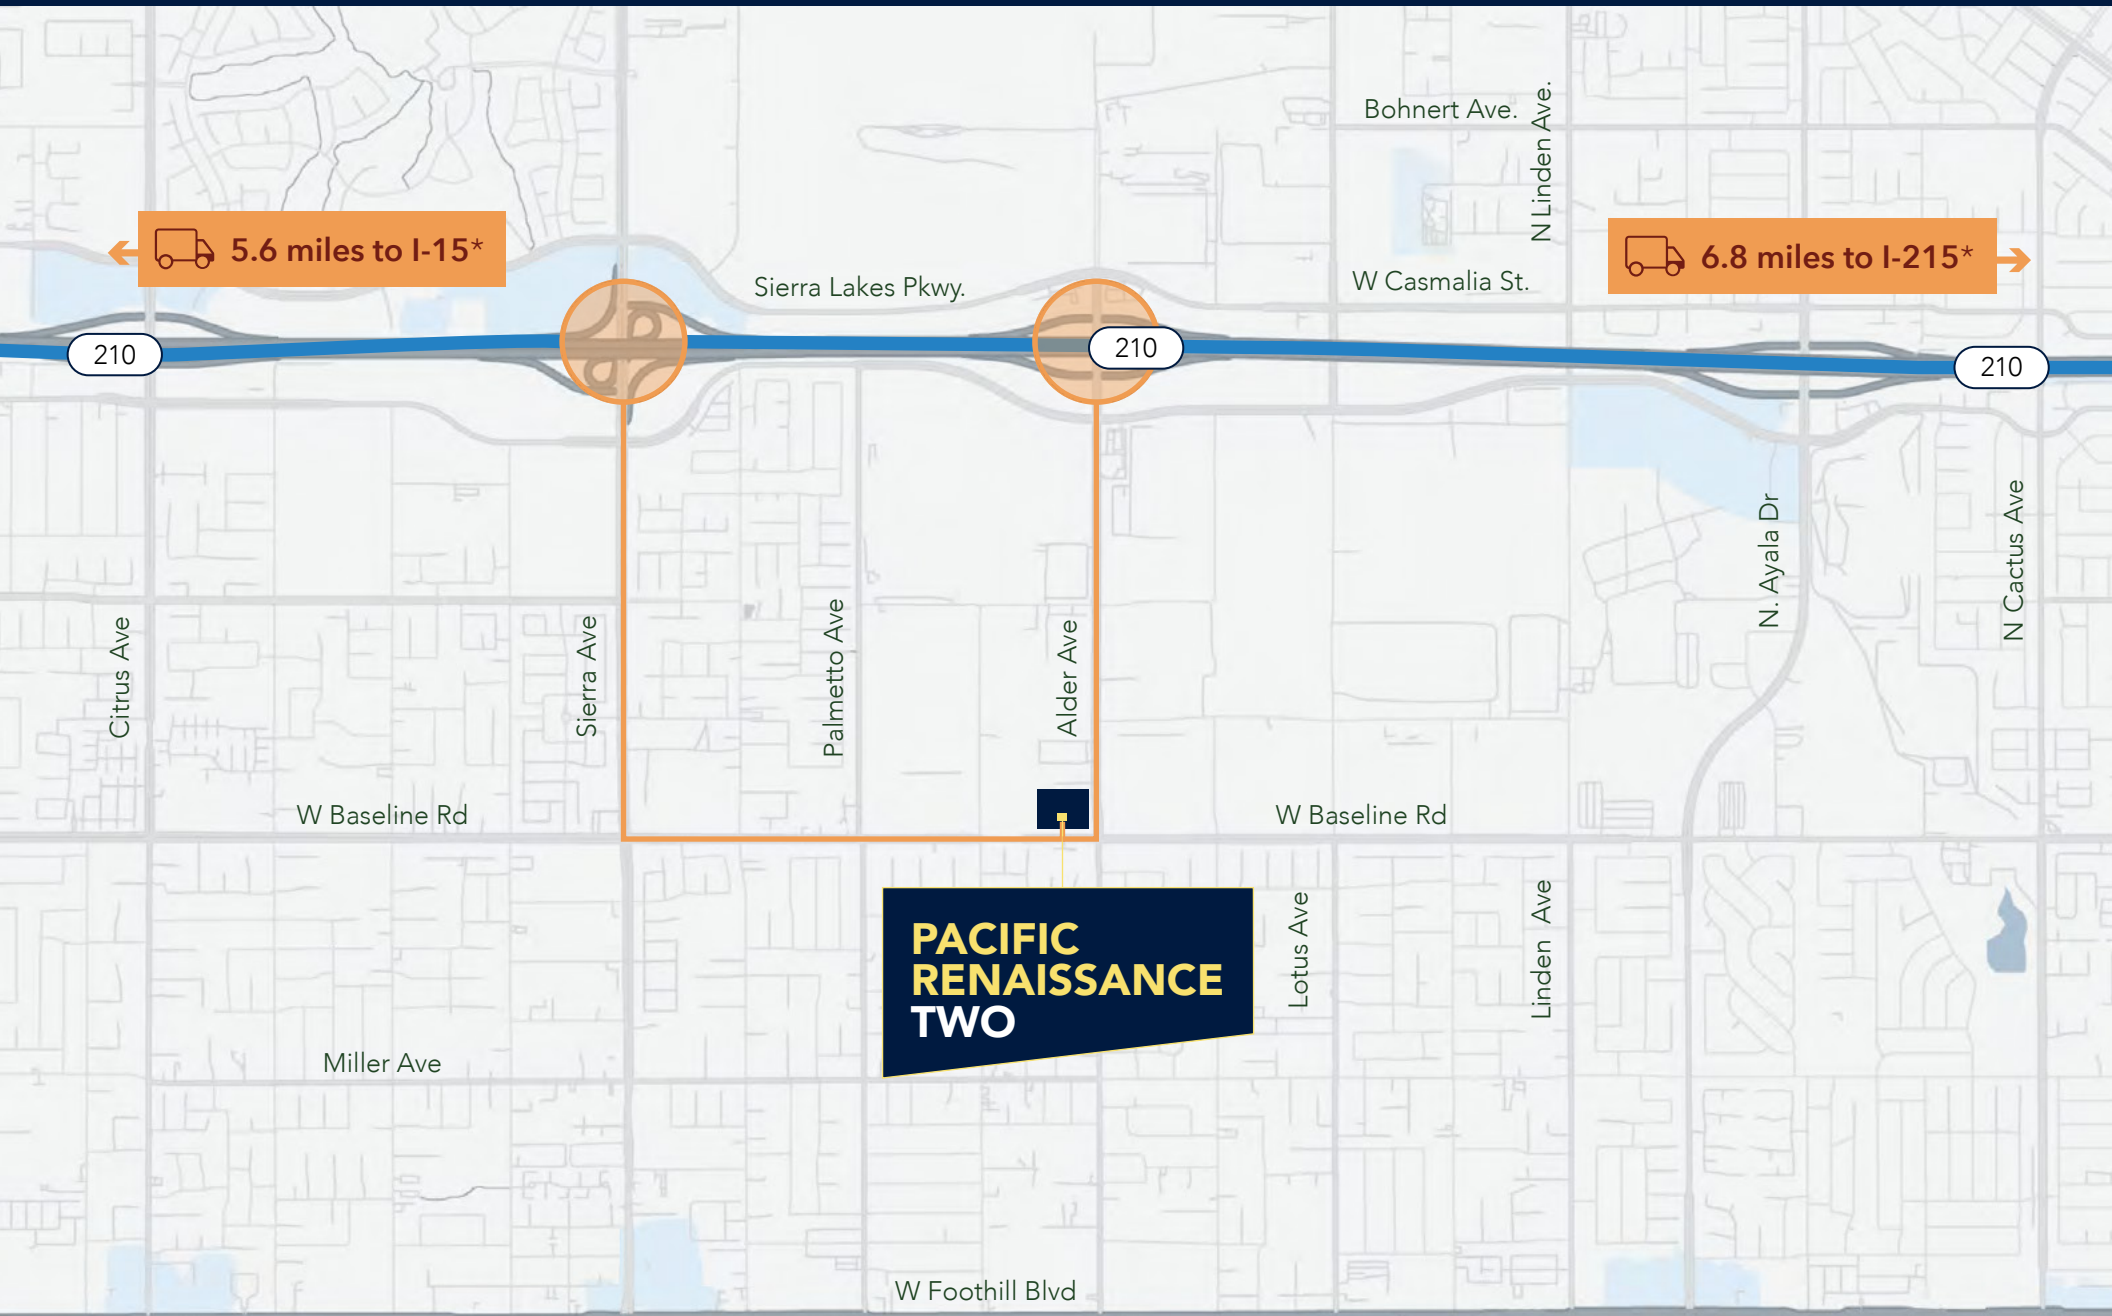 Bohnert Ave.
N Linden Ave.
5.6 miles to I-15*
6.8 miles to I-215*
Sierra Lakes Pkwy.
W Casmalia St.
210
210
210
Citrus Ave
Sierra Ave
Palmetto Ave
Alder Ave
N. Ayala Dr
N Cactus Ave
W Baseline Rd
W Baseline Rd
PACIFIC
RENAISSANCE
TWO
Lotus Ave
Linden Ave
Miller Ave
W Foothill Blvd